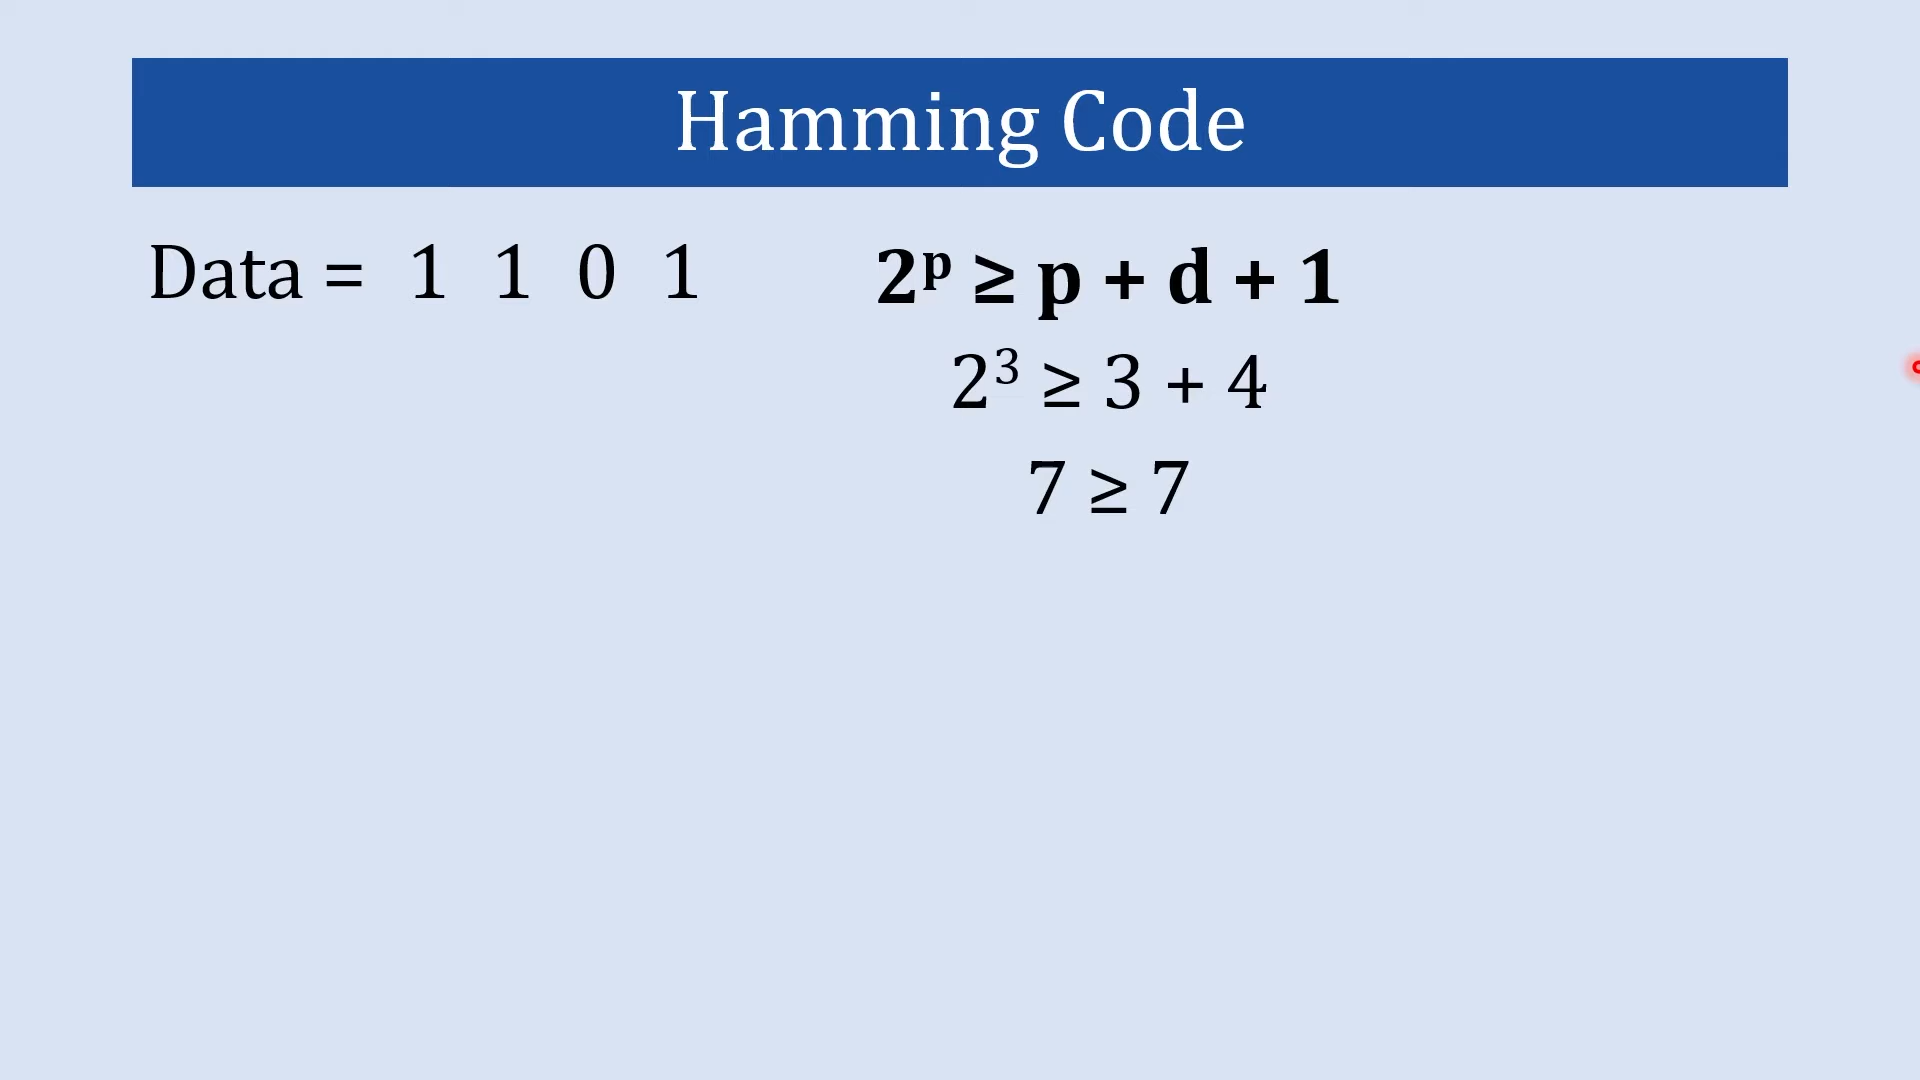 Hamming Code
Data = 1 1 0 1
2ᵖ ≥ p + d + 1
2³ ≥ 3 + 4
7 ≥ 7